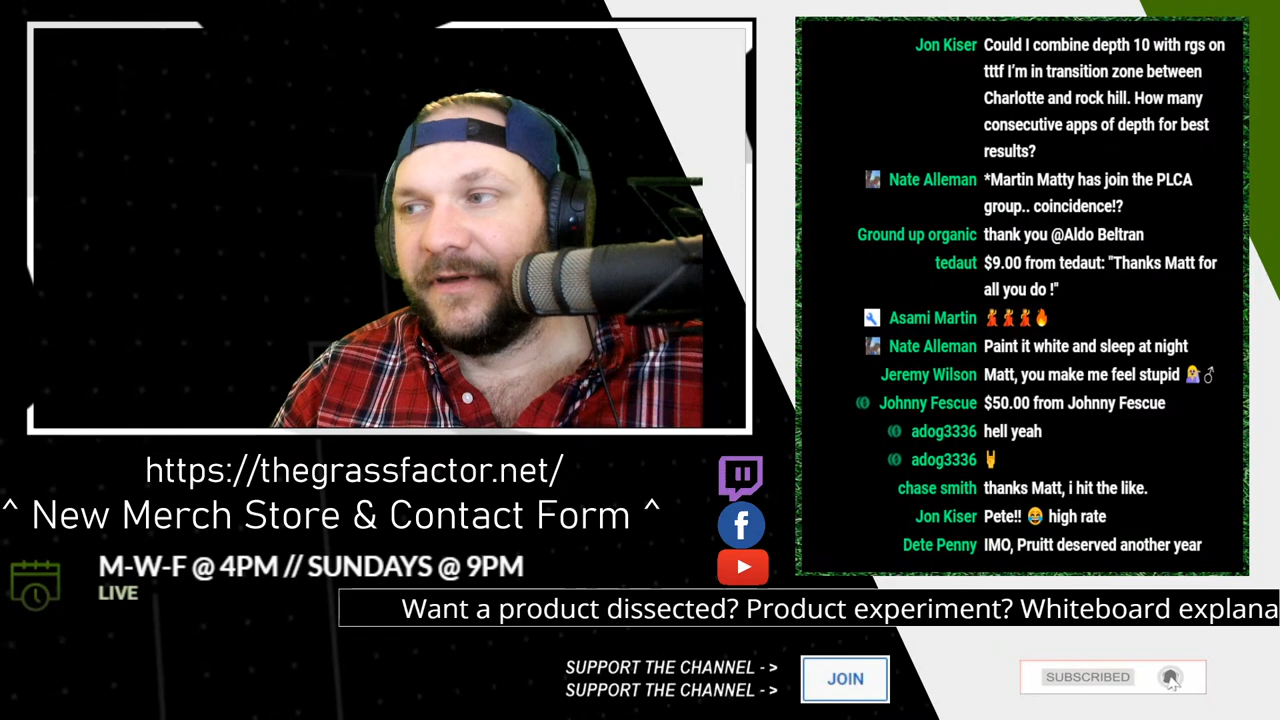 Jon Kiser Could I combine depth 10 with rgs on
tttf I'm in transition zone between
Charlotte and rock hill. How many
consecutive apps of depth for best
results?
Nate Alleman *Martin Matty has join the PLCA
group.. coincidence!?
Ground up organic thank you @Aldo Beltran
tedaut $9.00 from tedaut: "Thanks Matt for
all you do !"
Asami Martin 💃💃💃🔥
Nate Alleman Paint it white and sleep at night
Jeremy Wilson Matt, you make me feel stupid 🤷🏼‍♂
Johnny Fescue $50.00 from Johnny Fescue
adog3336 hell yeah
adog3336 🤘
chase smith thanks Matt, i hit the like.
Jon Kiser Pete!! 😂 high rate
Dete Penny IMO, Pruitt deserved another year
https://thegrassfactor.net/
^ New Merch Store & Contact Form ^
M-W-F @ 4PM // SUNDAYS @ 9PM
LIVE
Want a product dissected? Product experiment? Whiteboard explana
SUPPORT THE CHANNEL - >
SUPPORT THE CHANNEL - >
JOIN
SUBSCRIBED